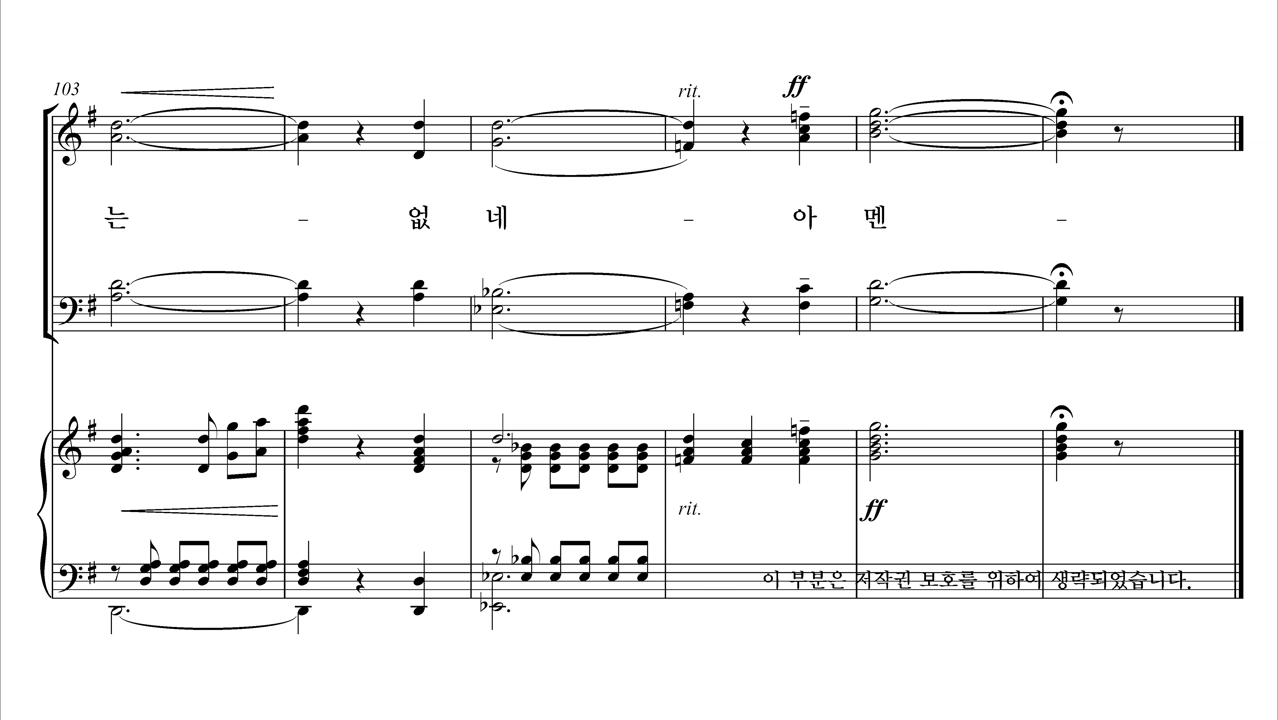 103
rit. ff
는 - 없 네 - 아 멘 -
rit. ff
이 부분은 저작권 보호를 위하여 생략되었습니다.